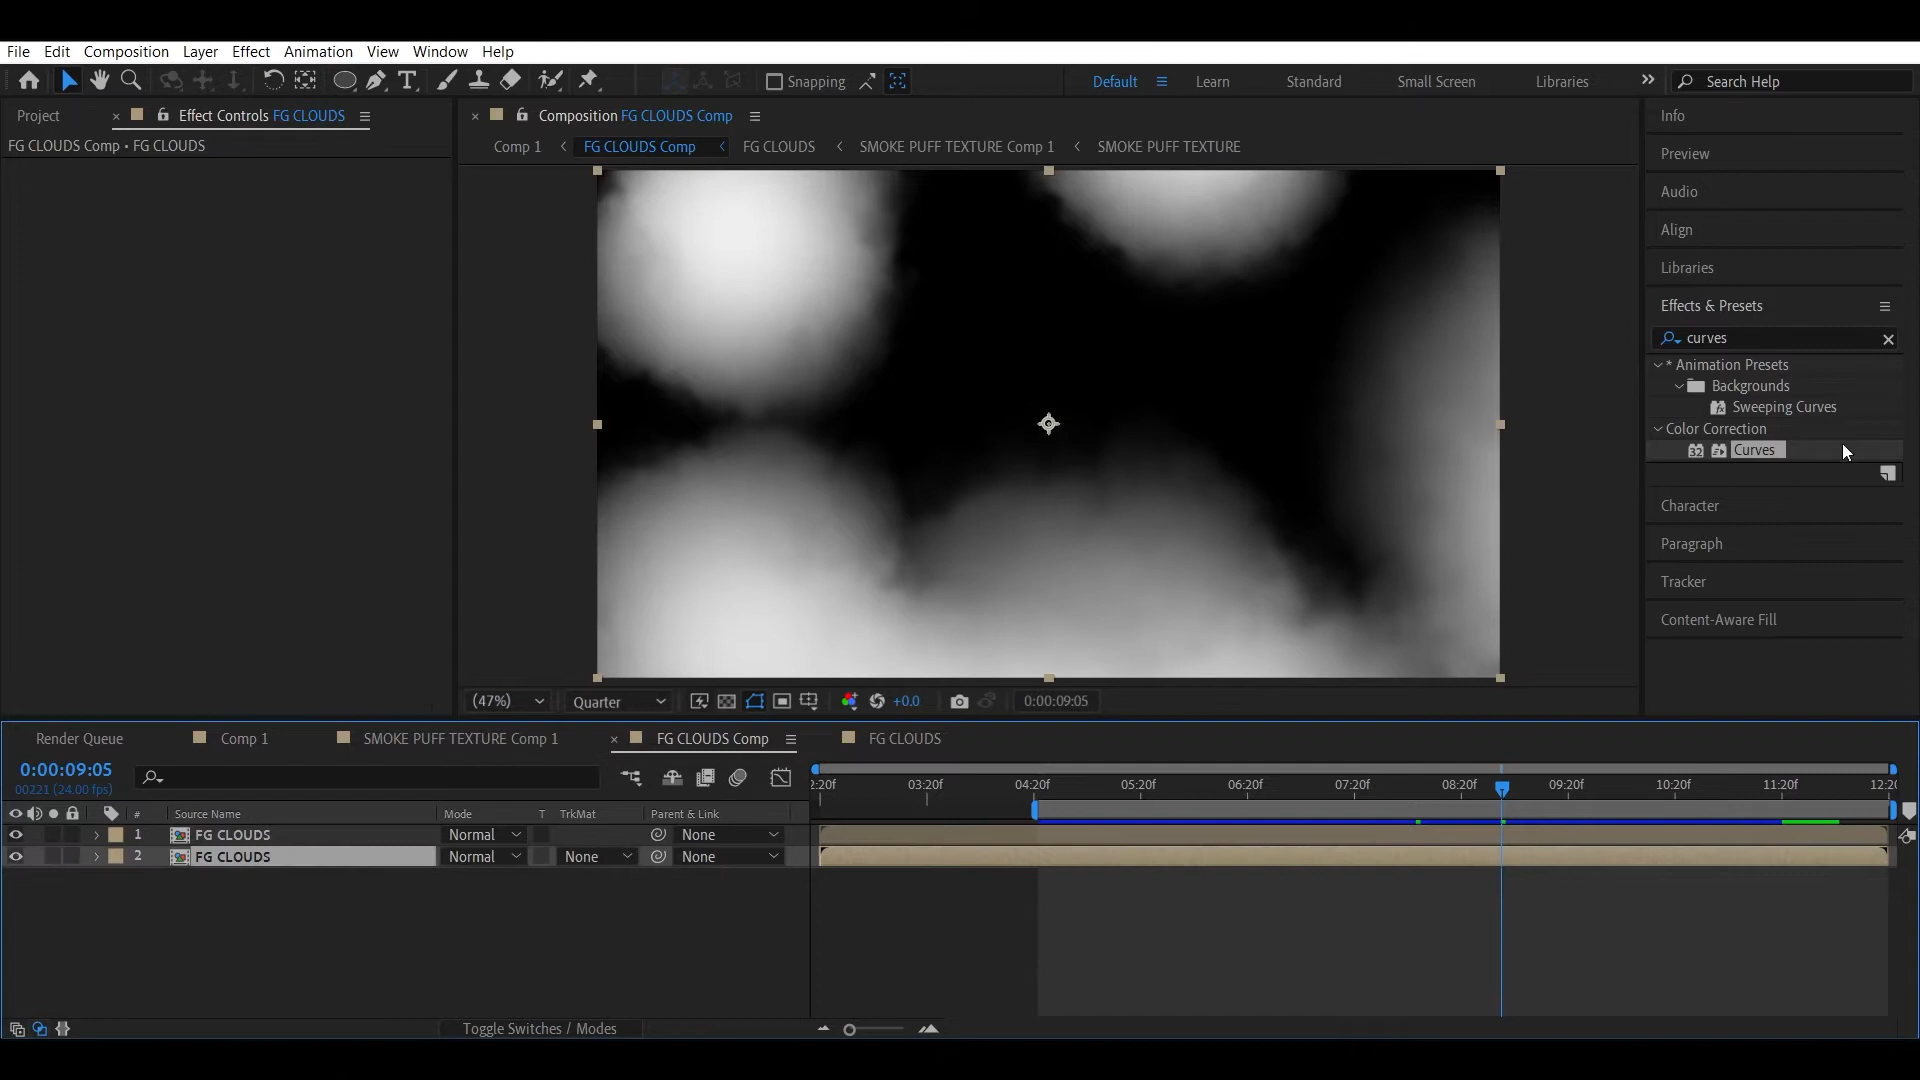 File Edit Composition Layer Effect Animation View Window Help
Snapping Default Learn Standard Small Screen Libraries Search Help
Project Effect Controls FG CLOUDS
FG CLOUDS Comp • FG CLOUDS
Composition FG CLOUDS Comp
Comp 1 FG CLOUDS Comp FG CLOUDS SMOKE PUFF TEXTURE Comp 1 SMOKE PUFF TEXTURE
Info
Preview
Audio
Align
Libraries
Effects & Presets
curves
* Animation Presets
Backgrounds
Sweeping Curves
Color Correction
32 Curves
Character
Paragraph
Tracker
Content-Aware Fill
(47%) Quarter +0.0 0:00:09:05
Render Queue Comp 1 SMOKE PUFF TEXTURE Comp 1 FG CLOUDS Comp FG CLOUDS
0:00:09:05
00221 (24.00 fps)
2:20f 03:20f 04:20f 05:20f 06:20f 07:20f 08:20f 09:20f 10:20f 11:20f 12:20
# Source Name Mode T TrkMat Parent & Link
1 FG CLOUDS Normal None
2 FG CLOUDS Normal None None
Toggle Switches / Modes